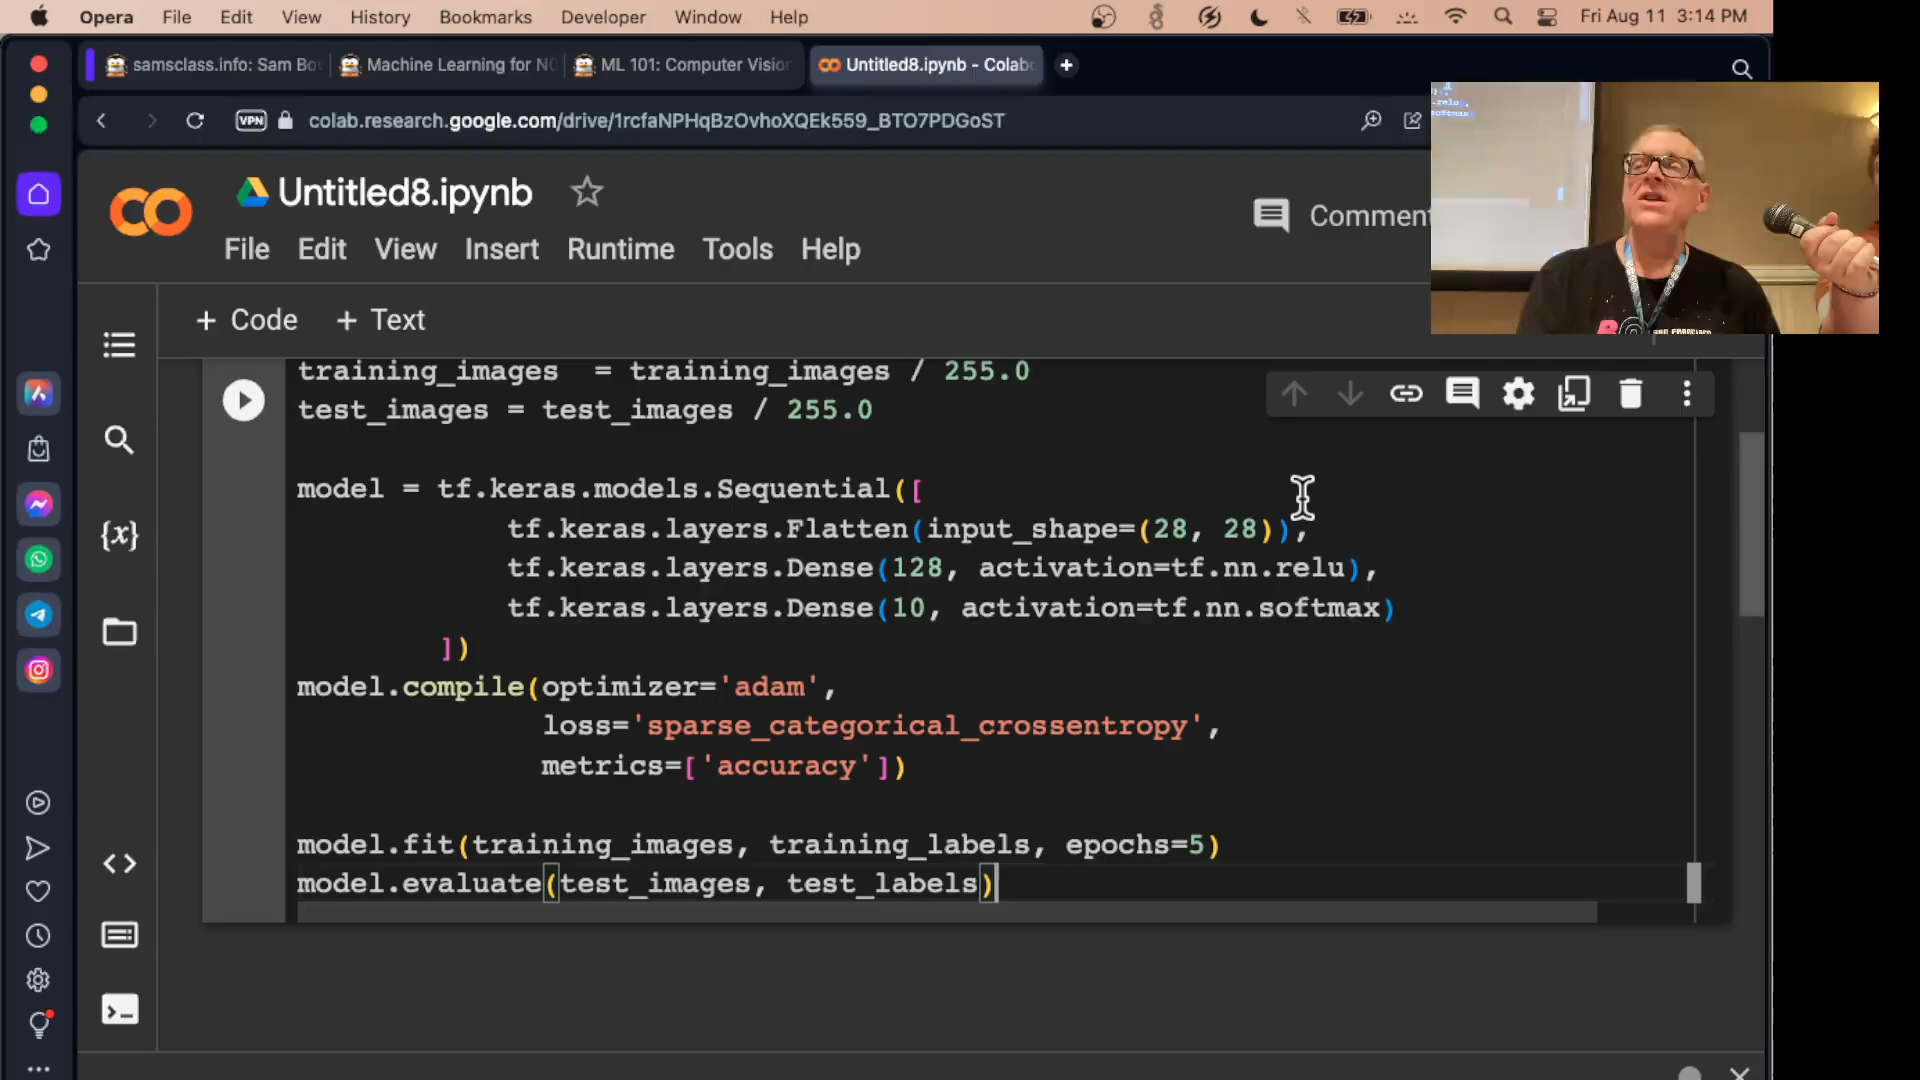 Opera File Edit View History Bookmarks Developer Window Help Fri Aug 11 3:14 PM
samsclass.info: Sam Bow Machine Learning for NO ML 101: Computer Vision Untitled8.ipynb - Colabo
VPN colab.research.google.com/drive/1rcfaNPHqBzOvhoXQEk559_BTO7PDGoST
Untitled8.ipynb
Comment
File Edit View Insert Runtime Tools Help
+ Code + Text
training_images  = training_images / 255.0
test_images = test_images / 255.0
model = tf.keras.models.Sequential([
tf.keras.layers.Flatten(input_shape=(28, 28)),
tf.keras.layers.Dense(128, activation=tf.nn.relu),
tf.keras.layers.Dense(10, activation=tf.nn.softmax)
])
model.compile(optimizer='adam',
loss='sparse_categorical_crossentropy',
metrics=['accuracy'])
model.fit(training_images, training_labels, epochs=5)
model.evaluate(test_images, test_labels)